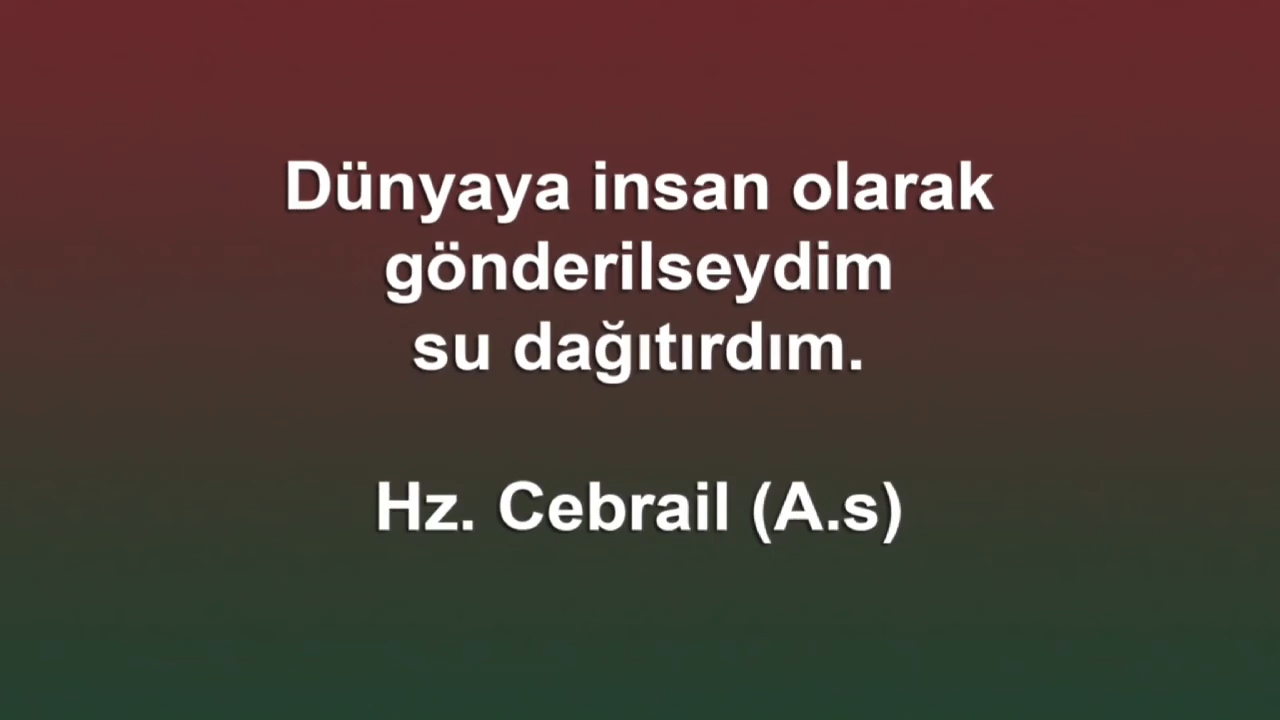 Dünyaya insan olarak
gönderilseydim
su dağıtırdım.
Hz. Cebrail (A.s)